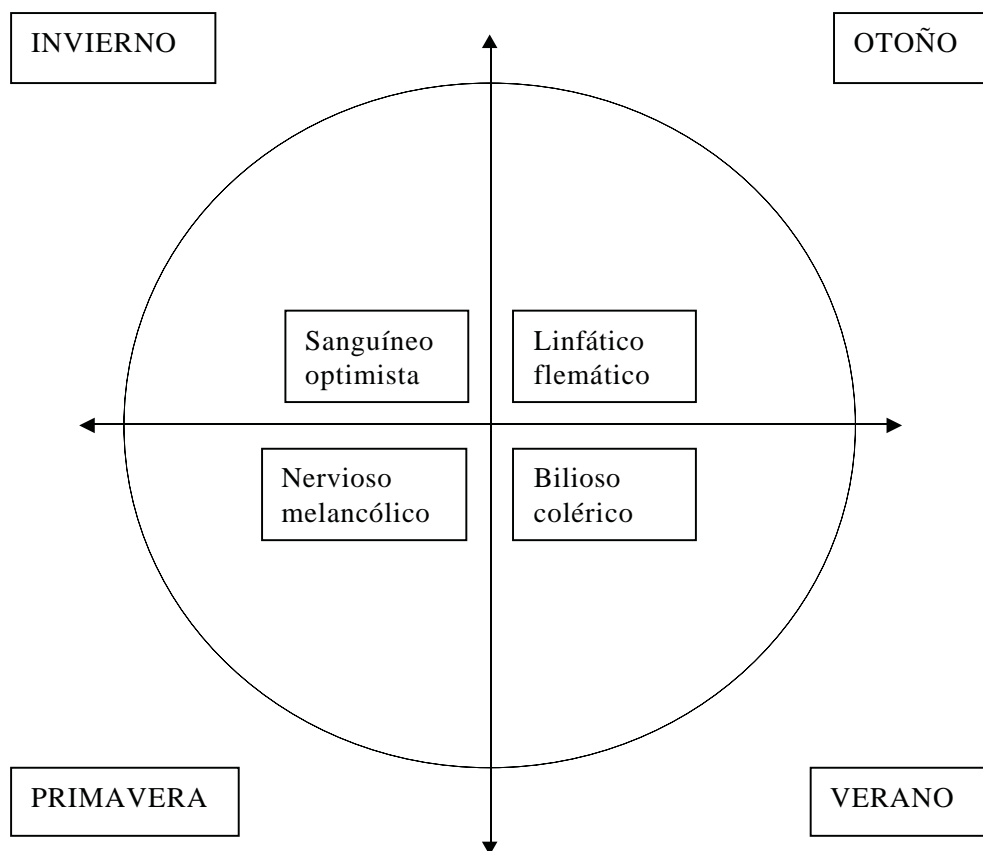 INVIERNO
OTOÑO
Sanguíneo
optimista
Linfático
flemático
Nervioso
melancólico
Bilioso
colérico
PRIMAVERA
VERANO